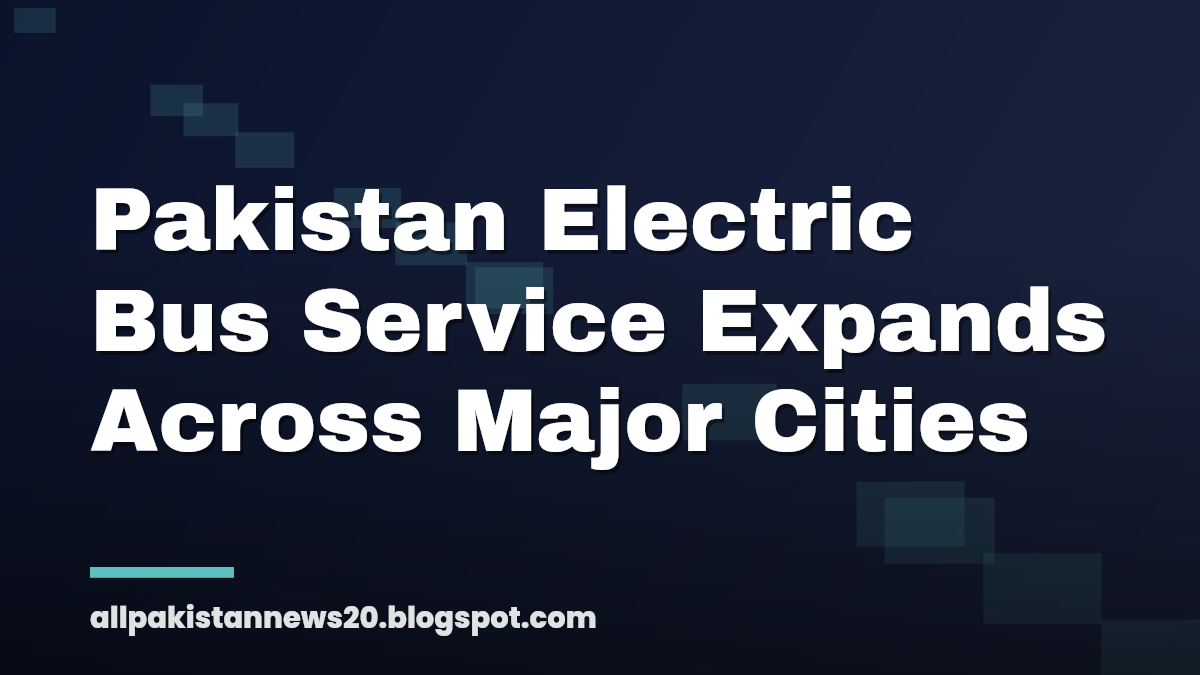 Pakistan Electric
Bus Service Expands
Across Major Cities
allpakistannews20.blogspot.com